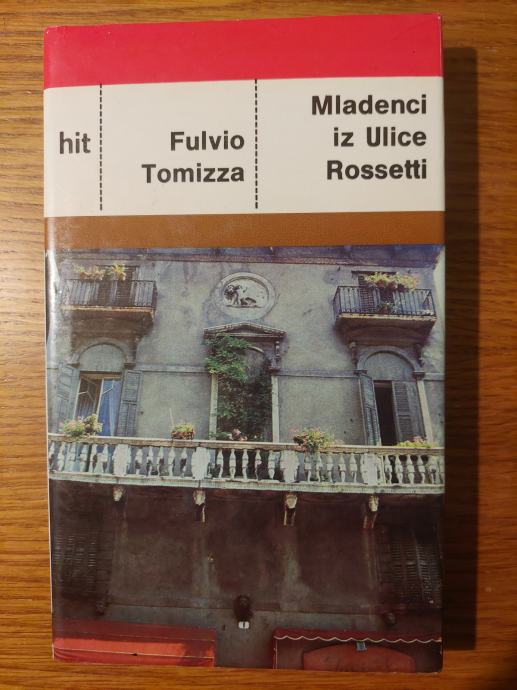 hit
Fulvio
Tomizza
Mladenci
iz Ulice
Rossetti